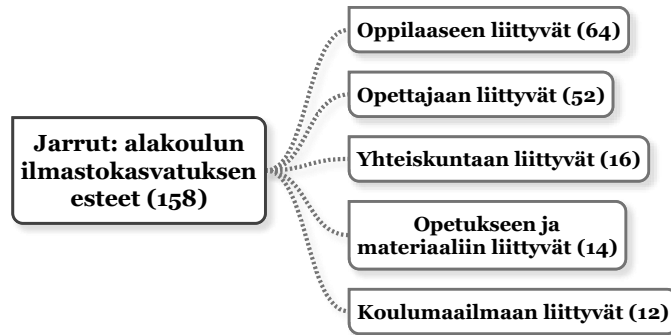 Jarrut: alakoulun
ilmastokasvatuksen
esteet (158)
Oppilaaseen liittyvät (64)
Opettajaan liittyvät (52)
Yhteiskuntaan liittyvät (16)
Opetukseen ja
materiaaliin liittyvät (14)
Koulumaailmaan liittyvät (12)